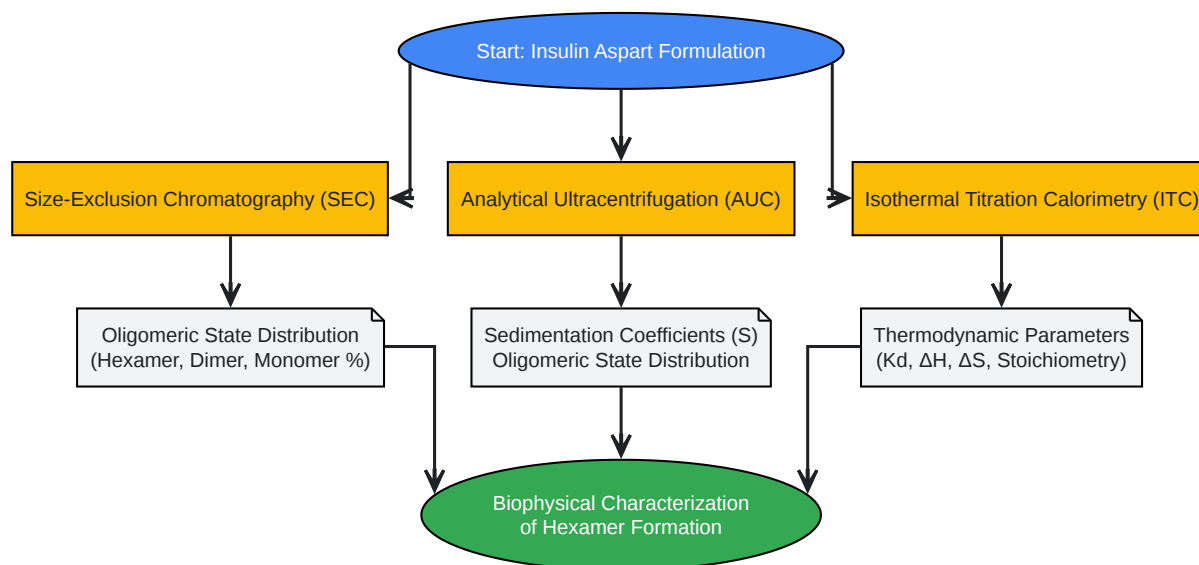 Start: Insulin Aspart Formulation
Size-Exclusion Chromatography (SEC)
Analytical Ultracentrifugation (AUC)
Isothermal Titration Calorimetry (ITC)
Oligomeric State Distribution
(Hexamer, Dimer, Monomer %)
Sedimentation Coefficients (S)
Oligomeric State Distribution
Thermodynamic Parameters
(Kd, ΔH, ΔS, Stoichiometry)
Biophysical Characterization
of Hexamer Formation